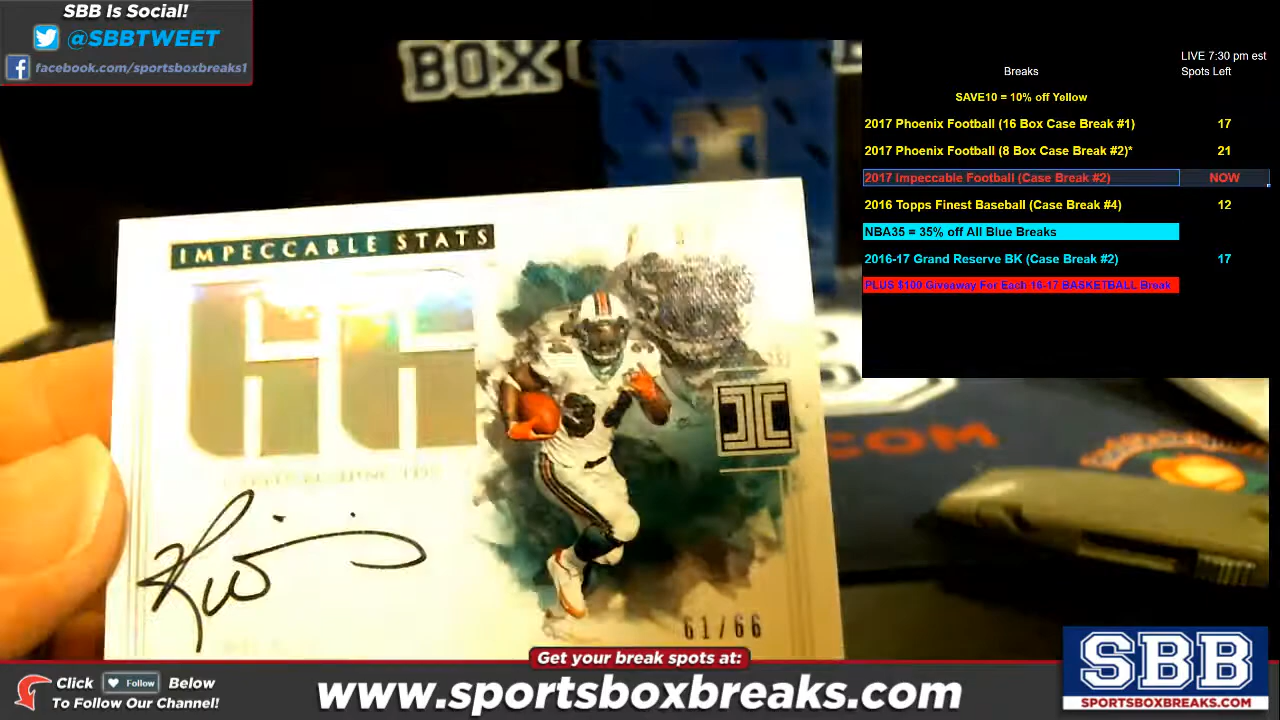 SBB Is Social!
@SBBTWEET
facebook.com/sportsboxbreaks1
BOX
LIVE 7:30 pm est
Breaks Spots Left
SAVE10 = 10% off Yellow
2017 Phoenix Football (16 Box Case Break #1) 17
2017 Phoenix Football (8 Box Case Break #2)* 21
2017 Impeccable Football (Case Break #2) NOW
2016 Topps Finest Baseball (Case Break #4) 12
NBA35 = 35% off All Blue Breaks
2016-17 Grand Reserve BK (Case Break #2) 17
PLUS $100 Giveaway For Each 16-17 BASKETBALL Break
IMPECCABLE STATS
66
.COM
61/66
Get your break spots at:
Click Follow Below
To Follow Our Channel!
www.sportsboxbreaks.com
SBB
SPORTSBOXBREAKS.COM